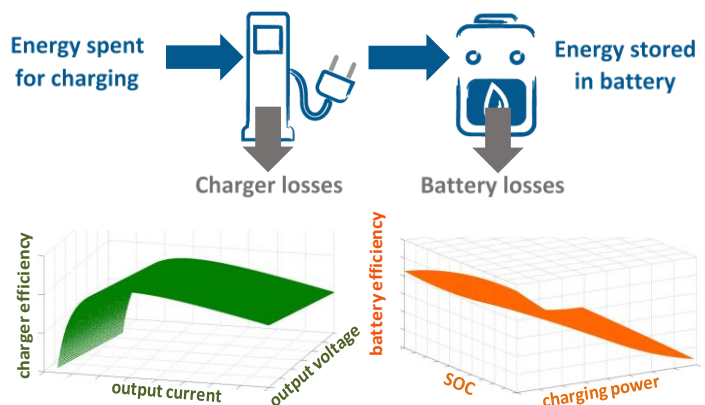 Energy spent
for charging
Energy stored
in battery
Charger losses
Battery losses
charger efficiency
output current
output voltage
battery efficiency
SOC
charging power